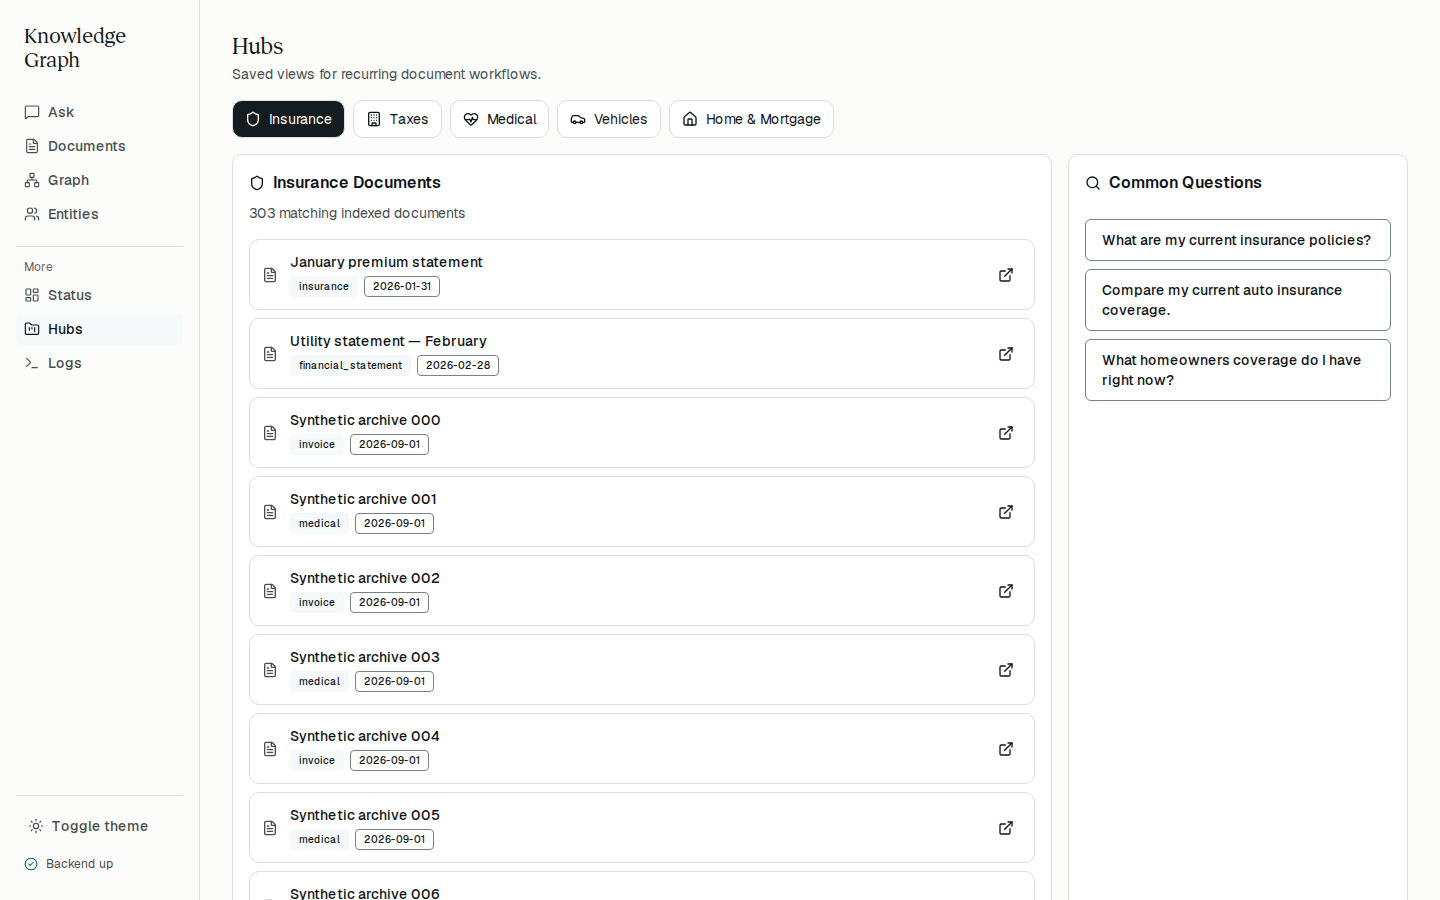 Knowledge
Graph
Ask
Documents
Graph
Entities
More
Status
Hubs
Logs
Toggle theme
Backend up
Hubs
Saved views for recurring document workflows.
Insurance
Taxes
Medical
Vehicles
Home & Mortgage
Insurance Documents
303 matching indexed documents
January premium statement
insurance
2026-01-31
Utility statement — February
financial_statement
2026-02-28
Synthetic archive 000
invoice
2026-09-01
Synthetic archive 001
medical
2026-09-01
Synthetic archive 002
invoice
2026-09-01
Synthetic archive 003
medical
2026-09-01
Synthetic archive 004
invoice
2026-09-01
Synthetic archive 005
medical
2026-09-01
Synthetic archive 006
Common Questions
What are my current insurance policies?
Compare my current auto insurance
coverage.
What homeowners coverage do I have
right now?